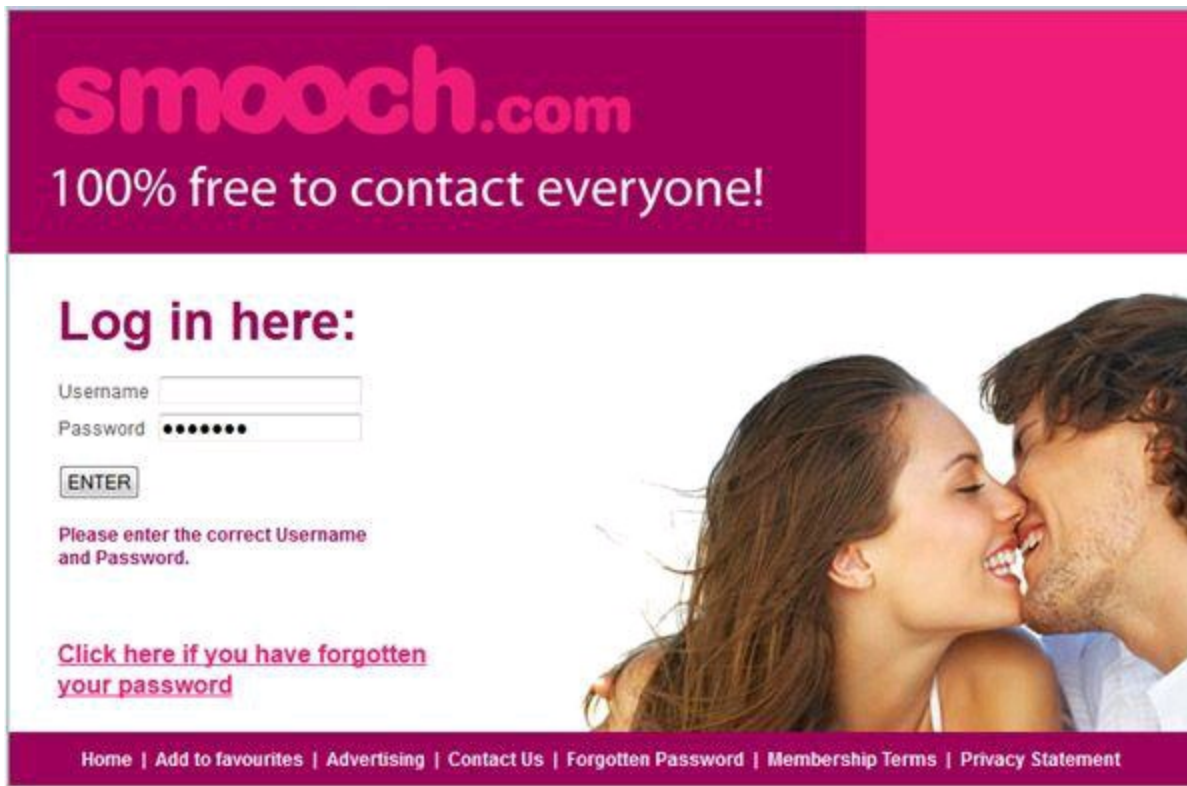 smooch.com
100% free to contact everyone!
Log in here:
Username
Password •••••••
ENTER
Please enter the correct Username
and Password.
Click here if you have forgotten
your password
Home | Add to favourites | Advertising | Contact Us | Forgotten Password | Membership Terms | Privacy Statement